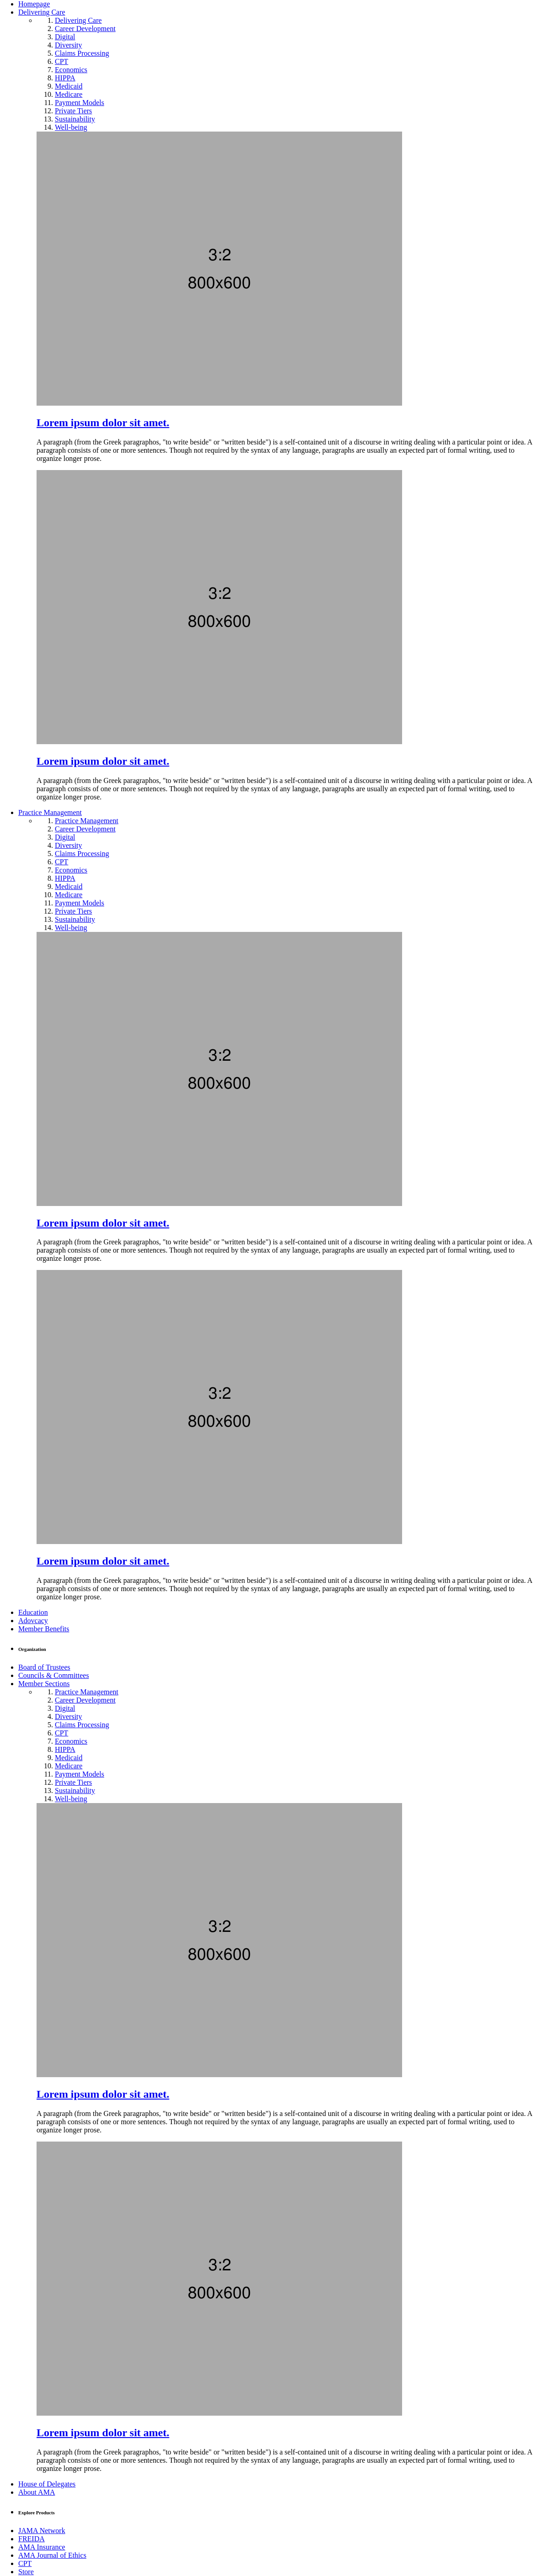 Homepage
Delivering Care
1. Delivering Care
2. Career Development
3. Digital
4. Diversity
5. Claims Processing
6. CPT
7. Economics
8. HIPPA
9. Medicaid
10. Medicare
11. Payment Models
12. Private Tiers
13. Sustainability
14. Well-being
3:2
800x600
Lorem ipsum dolor sit amet.
A paragraph (from the Greek paragraphos, "to write beside" or "written beside") is a self-contained unit of a discourse in writing dealing with a particular point or idea. A
paragraph consists of one or more sentences. Though not required by the syntax of any language, paragraphs are usually an expected part of formal writing, used to
organize longer prose.
3:2
800x600
Lorem ipsum dolor sit amet.
A paragraph (from the Greek paragraphos, "to write beside" or "written beside") is a self-contained unit of a discourse in writing dealing with a particular point or idea. A
paragraph consists of one or more sentences. Though not required by the syntax of any language, paragraphs are usually an expected part of formal writing, used to
organize longer prose.
Practice Management
1. Practice Management
2. Career Development
3. Digital
4. Diversity
5. Claims Processing
6. CPT
7. Economics
8. HIPPA
9. Medicaid
10. Medicare
11. Payment Models
12. Private Tiers
13. Sustainability
14. Well-being
3:2
800x600
Lorem ipsum dolor sit amet.
A paragraph (from the Greek paragraphos, "to write beside" or "written beside") is a self-contained unit of a discourse in writing dealing with a particular point or idea. A
paragraph consists of one or more sentences. Though not required by the syntax of any language, paragraphs are usually an expected part of formal writing, used to
organize longer prose.
3:2
800x600
Lorem ipsum dolor sit amet.
A paragraph (from the Greek paragraphos, "to write beside" or "written beside") is a self-contained unit of a discourse in writing dealing with a particular point or idea. A
paragraph consists of one or more sentences. Though not required by the syntax of any language, paragraphs are usually an expected part of formal writing, used to
organize longer prose.
Education
Adovcacy
Member Benefits
Organization
Board of Trustees
Councils & Committees
Member Sections
1. Practice Management
2. Career Development
3. Digital
4. Diversity
5. Claims Processing
6. CPT
7. Economics
8. HIPPA
9. Medicaid
10. Medicare
11. Payment Models
12. Private Tiers
13. Sustainability
14. Well-being
3:2
800x600
Lorem ipsum dolor sit amet.
A paragraph (from the Greek paragraphos, "to write beside" or "written beside") is a self-contained unit of a discourse in writing dealing with a particular point or idea. A
paragraph consists of one or more sentences. Though not required by the syntax of any language, paragraphs are usually an expected part of formal writing, used to
organize longer prose.
3:2
800x600
Lorem ipsum dolor sit amet.
A paragraph (from the Greek paragraphos, "to write beside" or "written beside") is a self-contained unit of a discourse in writing dealing with a particular point or idea. A
paragraph consists of one or more sentences. Though not required by the syntax of any language, paragraphs are usually an expected part of formal writing, used to
organize longer prose.
House of Delegates
About AMA
Explore Products
JAMA Network
FREIDA
AMA Insurance
AMA Journal of Ethics
CPT
Store